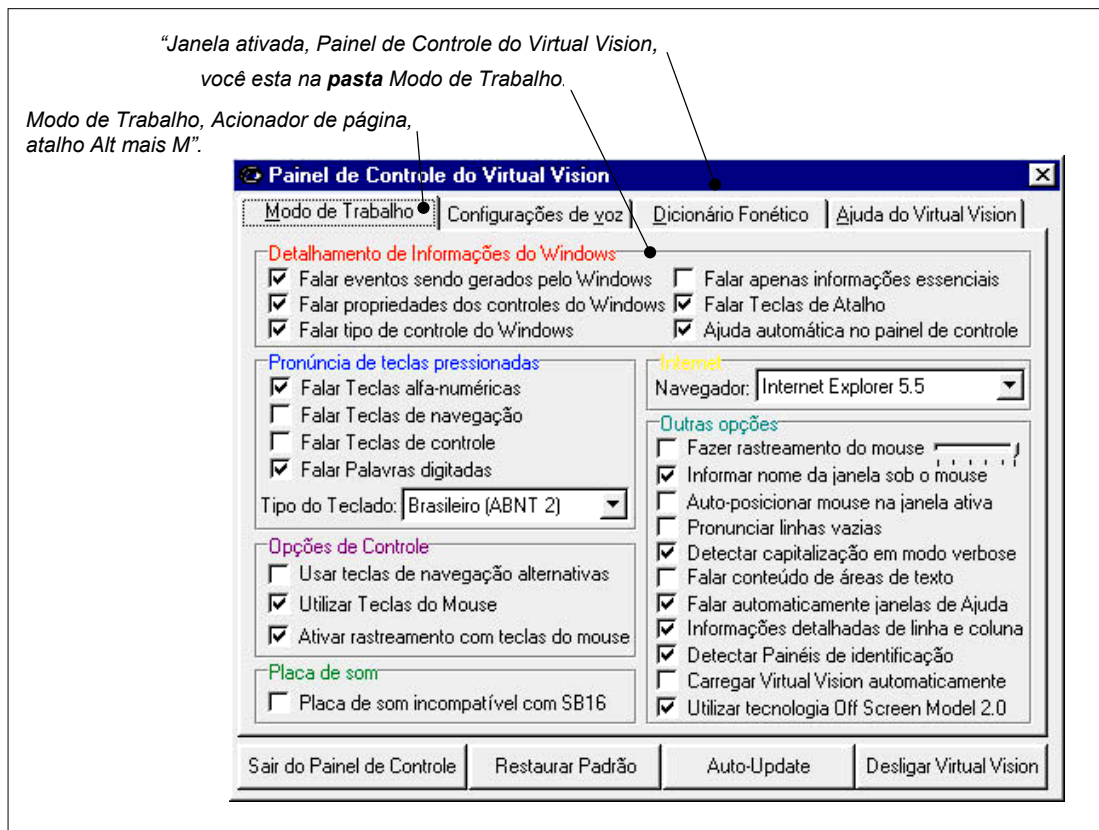 “Janela ativada, Painel de Controle do Virtual Vision,
você esta na pasta Modo de Trabalho.
Modo de Trabalho, Acionador de página,
atalho Alt mais M”.
Painel de Controle do Virtual Vision
Modo de Trabalho
Configurações de voz
Dicionário Fonético
Ajuda do Virtual Vision
Detalhamento de Informações do Windows
Falar eventos sendo gerados pelo Windows
Falar propriedades dos controles do Windows
Falar tipo de controle do Windows
Falar apenas informações essenciais
Falar Teclas de Atalho
Ajuda automática no painel de controle
Pronúncia de teclas pressionadas
Falar Teclas alfa-numéricas
Falar Teclas de navegação
Falar Teclas de controle
Falar Palavras digitadas
Tipo do Teclado: Brasileiro (ABNT 2)
Opções de Controle
Usar teclas de navegação alternativas
Utilizar Teclas do Mouse
Ativar rastreamento com teclas do mouse
Placa de som
Placa de som incompatível com SB16
Internet
Navegador: Internet Explorer 5.5
Outras opções
Fazer rastreamento do mouse
Informar nome da janela sob o mouse
Auto-posicionar mouse na janela ativa
Pronunciar linhas vazias
Detectar capitalização em modo verbose
Falar conteúdo de áreas de texto
Falar automaticamente janelas de Ajuda
Informações detalhadas de linha e coluna
Detectar Painéis de identificação
Carregar Virtual Vision automaticamente
Utilizar tecnologia Off Screen Model 2.0
Sair do Painel de Controle
Restaurar Padrão
Auto-Update
Desligar Virtual Vision